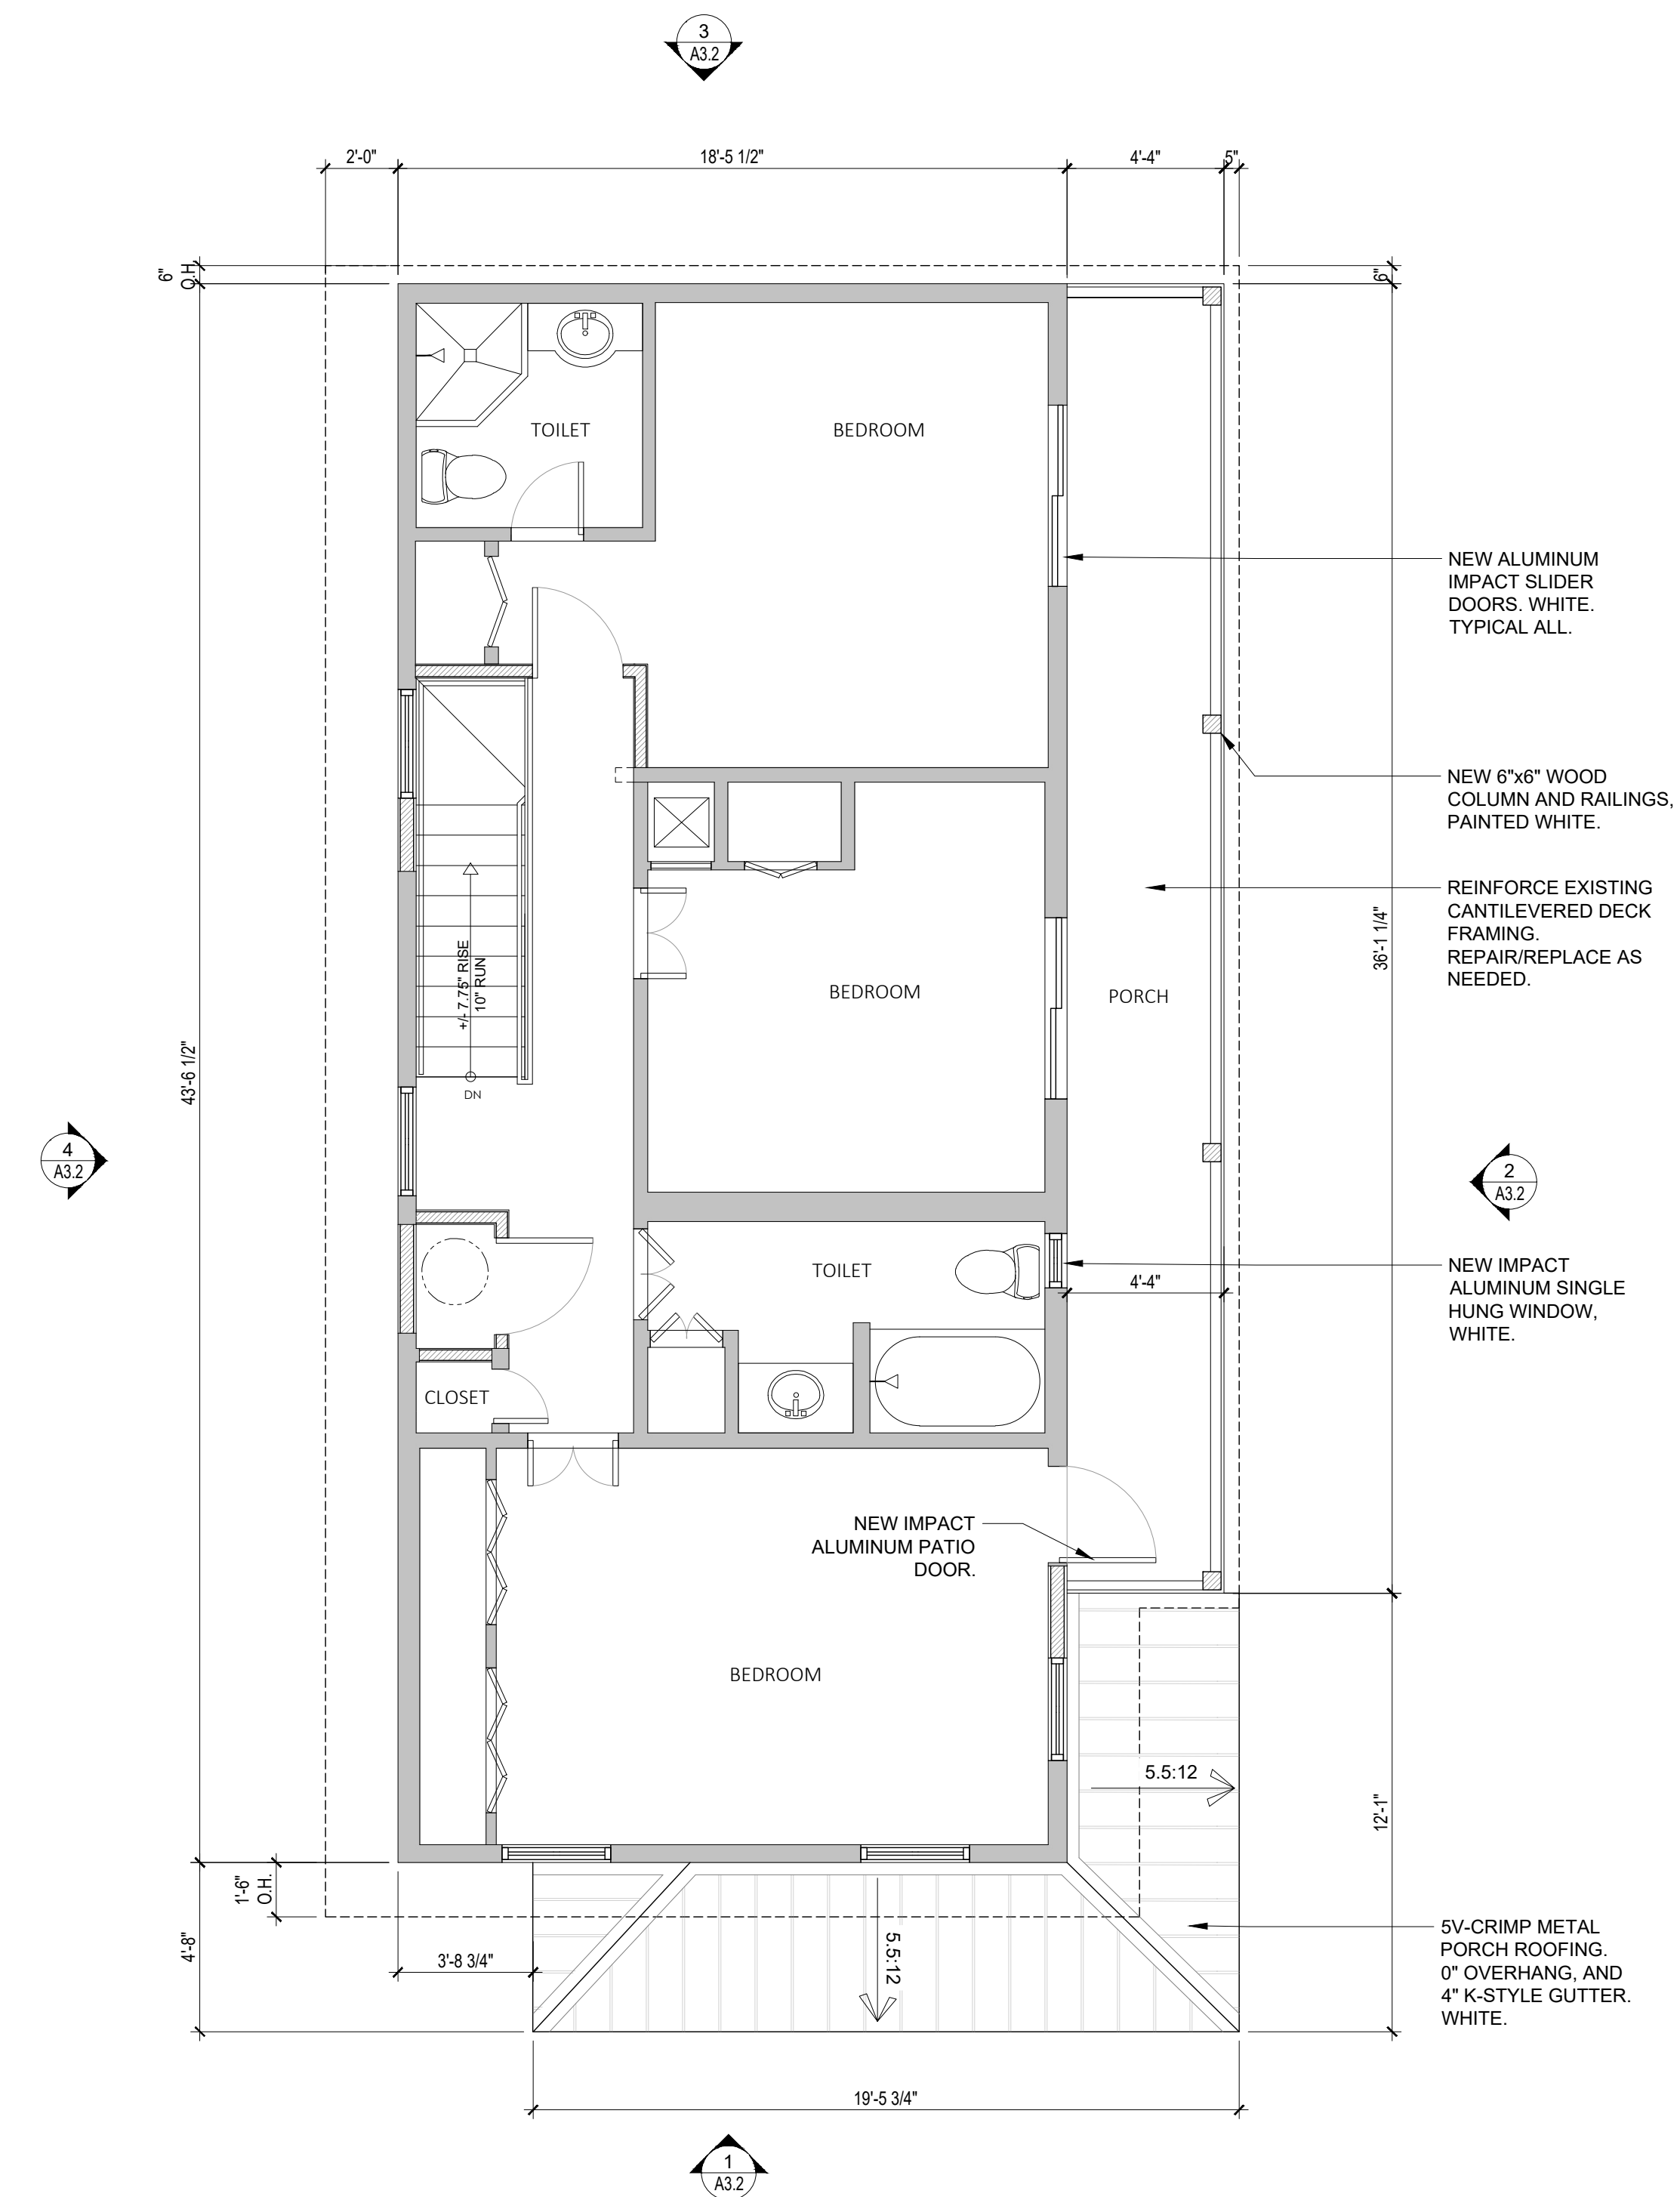 3
A3.2
2'-0"
18'-5 1/2"
4'-4"
5"
6"
O.H.
6"
TOILET
BEDROOM
NEW ALUMINUM
IMPACT SLIDER
DOORS. WHITE.
TYPICAL ALL.
NEW 6"x6" WOOD
COLUMN AND RAILINGS,
PAINTED WHITE.
REINFORCE EXISTING
CANTILEVERED DECK
FRAMING.
REPAIR/REPLACE AS
NEEDED.
36'-1 1/4"
+/- 7.75" RISE
10" RUN
BEDROOM
PORCH
43'-6 1/2"
DN
4
A3.2
2
A3.2
TOILET
4'-4"
NEW IMPACT
ALUMINUM SINGLE
HUNG WINDOW,
WHITE.
CLOSET
NEW IMPACT
ALUMINUM PATIO
DOOR.
BEDROOM
5.5:12
12'-1"
1'-6"
O.H.
4'-8"
3'-8 3/4"
5.5:12
5V-CRIMP METAL
PORCH ROOFING.
0" OVERHANG, AND
4" K-STYLE GUTTER.
WHITE.
19'-5 3/4"
1
A3.2